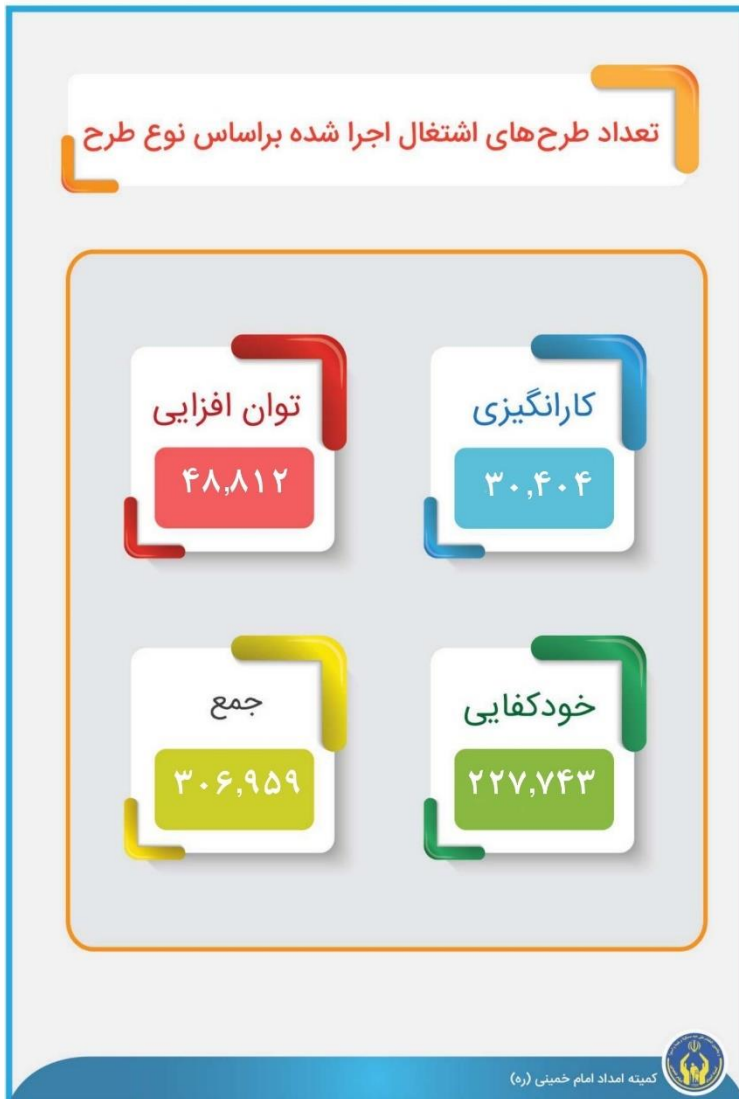 تعداد طرح‌های اشتغال اجرا شده براساس نوع طرح
کارانگیزی
۳۰,۴۰۴
توان افزایی
۴۸,۸۱۲
خودکفایی
۲۲۷,۷۴۳
جمع
۳۰۶,۹۵۹
کمیته امداد امام خمینی (ره)